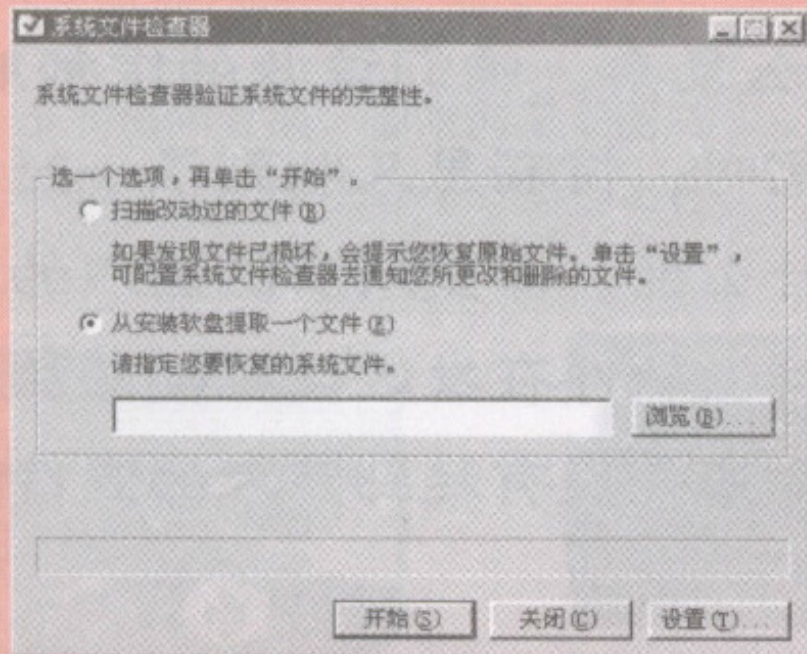 系统文件检查器
系统文件检查器验证系统文件的完整性。
选一个选项，再单击“开始”。
扫描改动过的文件(R)
如果发现文件已损坏，会提示您恢复原始文件。单击“设置”，
可配置系统文件检查器去通知您所更改和删除的文件。
从安装软盘提取一个文件(E)
请指定您要恢复的系统文件。
浏览(B)...
开始(S)
关闭(C)
设置(T)...